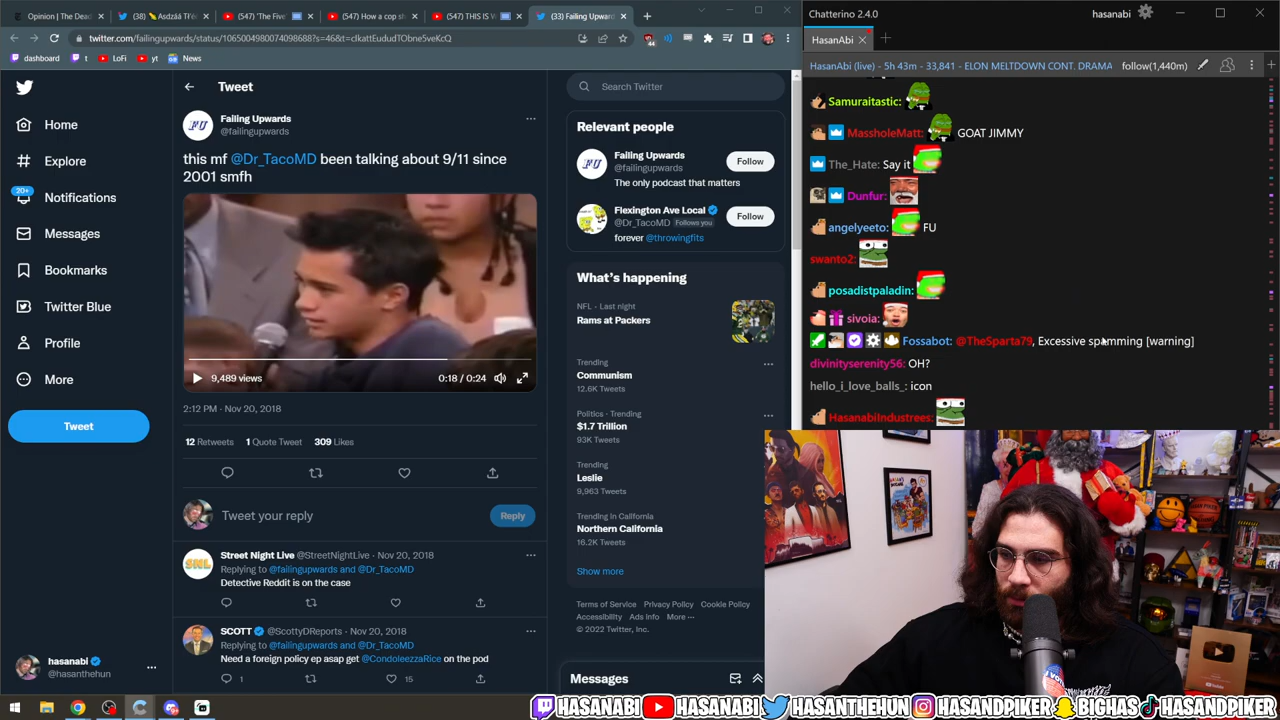 Opinion | The Dead
(38) ✏️ Asdzáá Tł'ée
(547) 'The Five'
(547) How a cop st
(547) THIS IS W
(33) Failing Upward
twitter.com/failingupwards/status/1065004980074098688?s=46&t=clkattEududTObne5veKcQ
44
dashboard
t
LoFi
yt
News
Home
Explore
20+
Notifications
Messages
Bookmarks
Twitter Blue
Profile
More
Tweet
hasanabi
@hasanthehun
Tweet
FU
Failing Upwards
@failingupwards
this mf @Dr_TacoMD been talking about 9/11 since
2001 smfh
9,489 views
0:18 / 0:24
2:12 PM · Nov 20, 2018
12 Retweets 1 Quote Tweet 309 Likes
Tweet your reply
Reply
Street Night Live @StreetNightLive · Nov 20, 2018
Replying to @failingupwards and @Dr_TacoMD
Detective Reddit is on the case
SCOTT @ScottyDReports · Nov 20, 2018
Replying to @failingupwards and @Dr_TacoMD
Need a foreign policy ep asap get @CondoleezzaRice on the pod
1
15
Search Twitter
Relevant people
FU
Failing Upwards
@failingupwards
Follow
The only podcast that matters
Flexington Ave Local
@Dr_TacoMD Follows you
Follow
forever @throwingfits
What's happening
NFL · Last night
Rams at Packers
Trending
Communism
12.6K Tweets
Politics · Trending
$1.7 Trillion
93K Tweets
Trending
Leslie
9,963 Tweets
Trending in California
Northern California
16.2K Tweets
Show more
Terms of Service Privacy Policy Cookie Policy
Accessibility Ads info More ···
© 2022 Twitter, Inc.
Messages
Chatterino 2.4.0
hasanabi
HasanAbi
HasanAbi (live) - 5h 43m - 33,841 - ELON MELTDOWN CONT. DRAMA
follow(1,440m)
Samuraitastic:
MassholeMatt: GOAT JIMMY
The_Hate: Say it
Dunfur:
angelyeeto: FU
swanto2:
posadistpaladin:
sivoia:
Fossabot: @TheSparta79, Excessive spamming [warning]
divinityserenity56: OH?
hello_i_love_balls_: icon
HasanabiIndustrees:
HASANABI HASANABI HASANTHEHUN HASANDPIKER BIGHAS HASANDPIKER